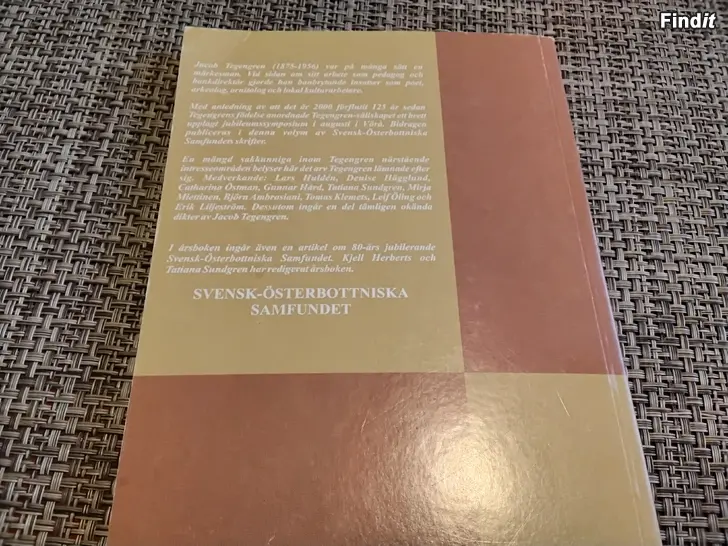 Findit
Jacob Tegengren (1875-1956) var på många sätt en
märkesman. Vid sidan om sitt arbete som pedagog och
bankdirektör gjorde han banbrytande insatser som poet,
arkeolog, ornitolog och lokal kulturarbetare.
Med anledning av att det år 2000 förflutit 125 år sedan
Tegengrens födelse anordnade Tegengren-sällskapet ett brett
upplagt jubileumssymposium i augusti i Vörå. Bidragen
publiceras i denna volym av Svensk-Österbottniska
Samfundets skrifter.
En mängd sakkunniga inom Tegengren närstående
intresseområden belyser här det arv Tegengren lämnade efter
sig. Medverkande: Lars Huldén, Denise Hägglund,
Catharina Östman, Gunnar Hård, Tatiana Sundgren, Mirja
Miettinen, Björn Ambrosiani, Tomas Klemets, Leif Öling och
Erik Liljeström. Dessutom ingår en del tämligen okända
dikter av Jacob Tegengren.
I årsboken ingår även en artikel om 80-års jubilerande
Svensk-Österbottniska Samfundet. Kjell Herberts och
Tatiana Sundgren har redigerat årsboken.
SVENSK-ÖSTERBOTTNISKA
SAMFUNDET